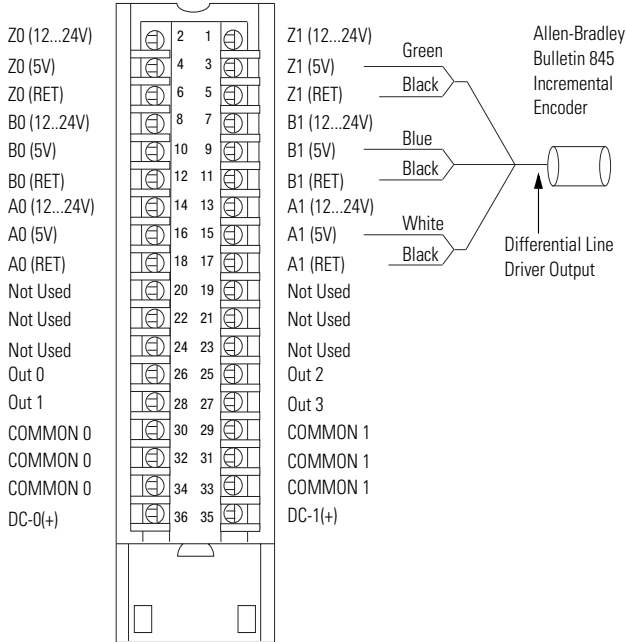 Z0 (12...24V) 2 1 Z1 (12...24V)
Z0 (5V) 4 3 Z1 (5V) Green
Z0 (RET) 6 5 Z1 (RET) Black
B0 (12...24V) 8 7 B1 (12...24V)
B0 (5V) 10 9 B1 (5V) Blue
B0 (RET) 12 11 B1 (RET) Black
A0 (12...24V) 14 13 A1 (12...24V)
A0 (5V) 16 15 A1 (5V) White
A0 (RET) 18 17 A1 (RET) Black
Not Used 20 19 Not Used
Not Used 22 21 Not Used
Not Used 24 23 Not Used
Out 0 26 25 Out 2
Out 1 28 27 Out 3
COMMON 0 30 29 COMMON 1
COMMON 0 32 31 COMMON 1
COMMON 0 34 33 COMMON 1
DC-0(+) 36 35 DC-1(+)
Allen-Bradley
Bulletin 845
Incremental
Encoder
Differential Line
Driver Output